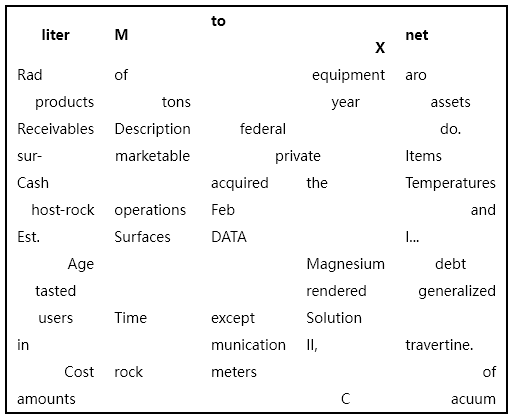 liter M to X net
Rad of equipment aro
products tons year assets
Receivables Description federal do.
sur- marketable private Items
Cash acquired the Temperatures
host-rock operations Feb and
Est. Surfaces DATA I...
Age Magnesium debt
tasted rendered generalized
users Time except Solution
in munication II, travertine.
Cost rock meters of
amounts C acuum